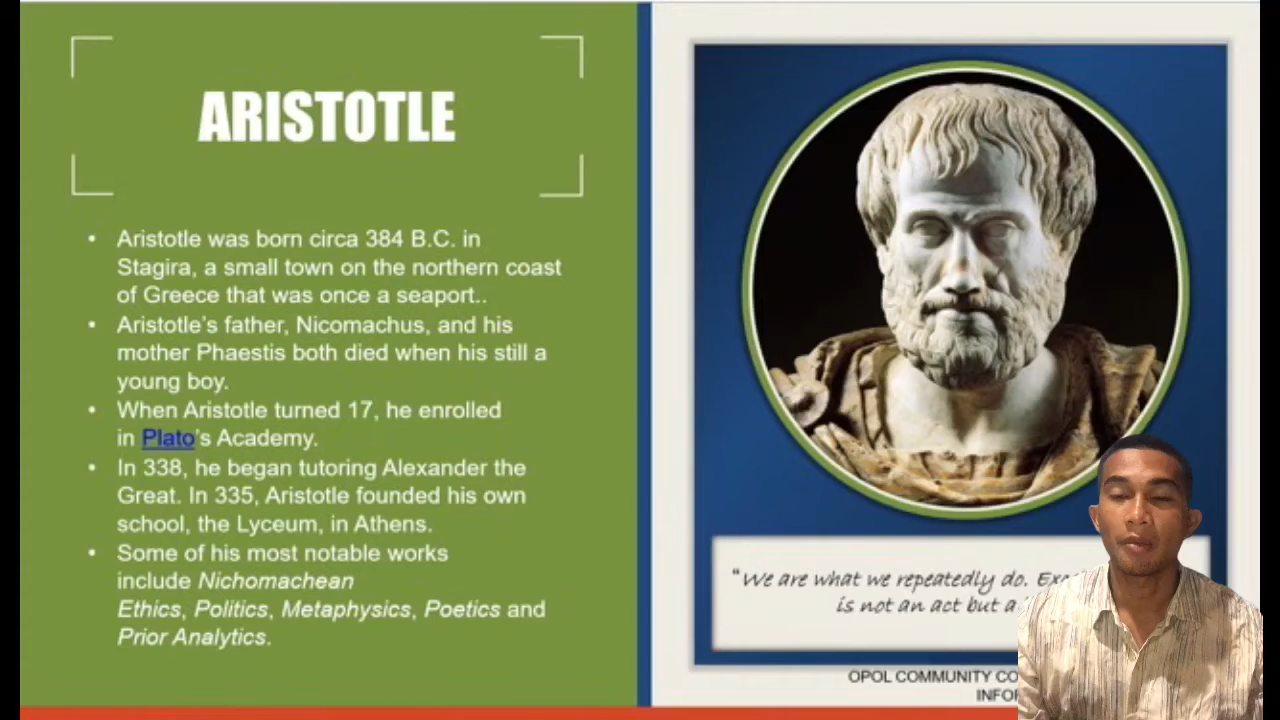 ARISTOTLE
• Aristotle was born circa 384 B.C. in
Stagira, a small town on the northern coast
of Greece that was once a seaport..
• Aristotle's father, Nicomachus, and his
mother Phaestis both died when his still a
young boy.
• When Aristotle turned 17, he enrolled
in Plato's Academy.
• In 338, he began tutoring Alexander the
Great. In 335, Aristotle founded his own
school, the Lyceum, in Athens.
• Some of his most notable works
include Nichomachean
Ethics, Politics, Metaphysics, Poetics and
Prior Analytics.
“We are what we repeatedly do.
is not an act but a
OPOL COMMUNITY